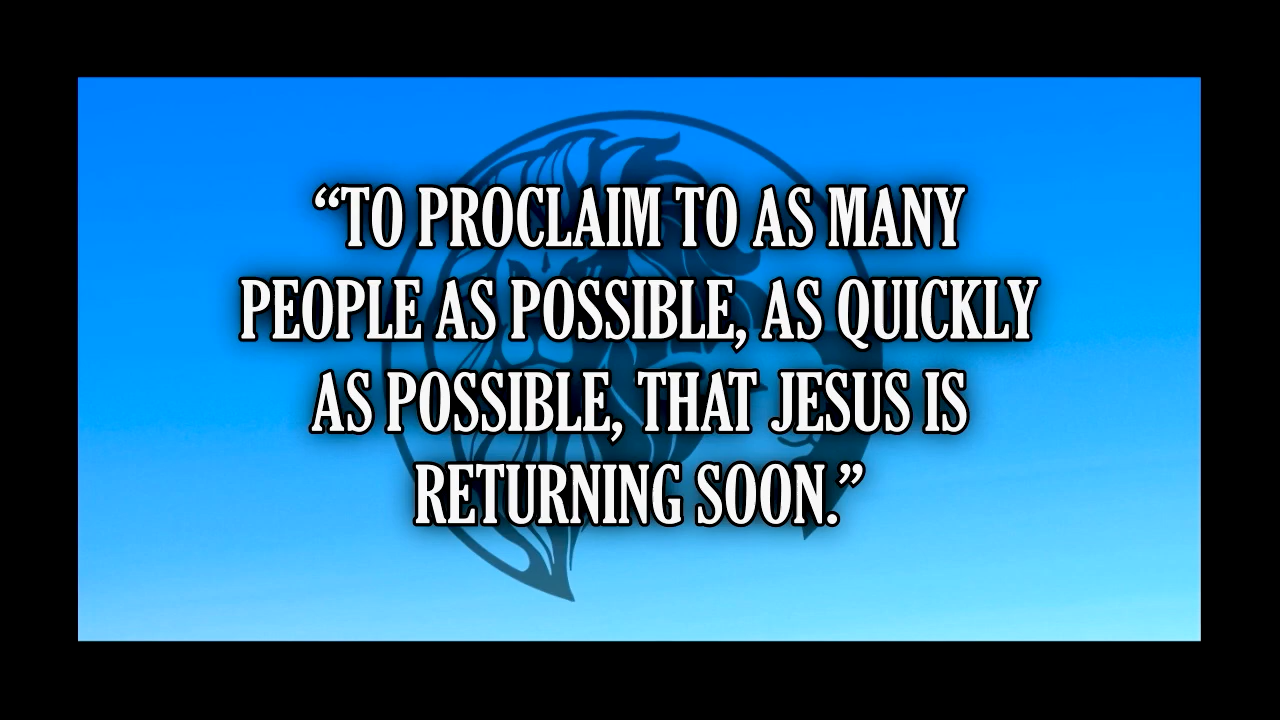 “TO PROCLAIM TO AS MANY
PEOPLE AS POSSIBLE, AS QUICKLY
AS POSSIBLE, THAT JESUS IS
RETURNING SOON.”